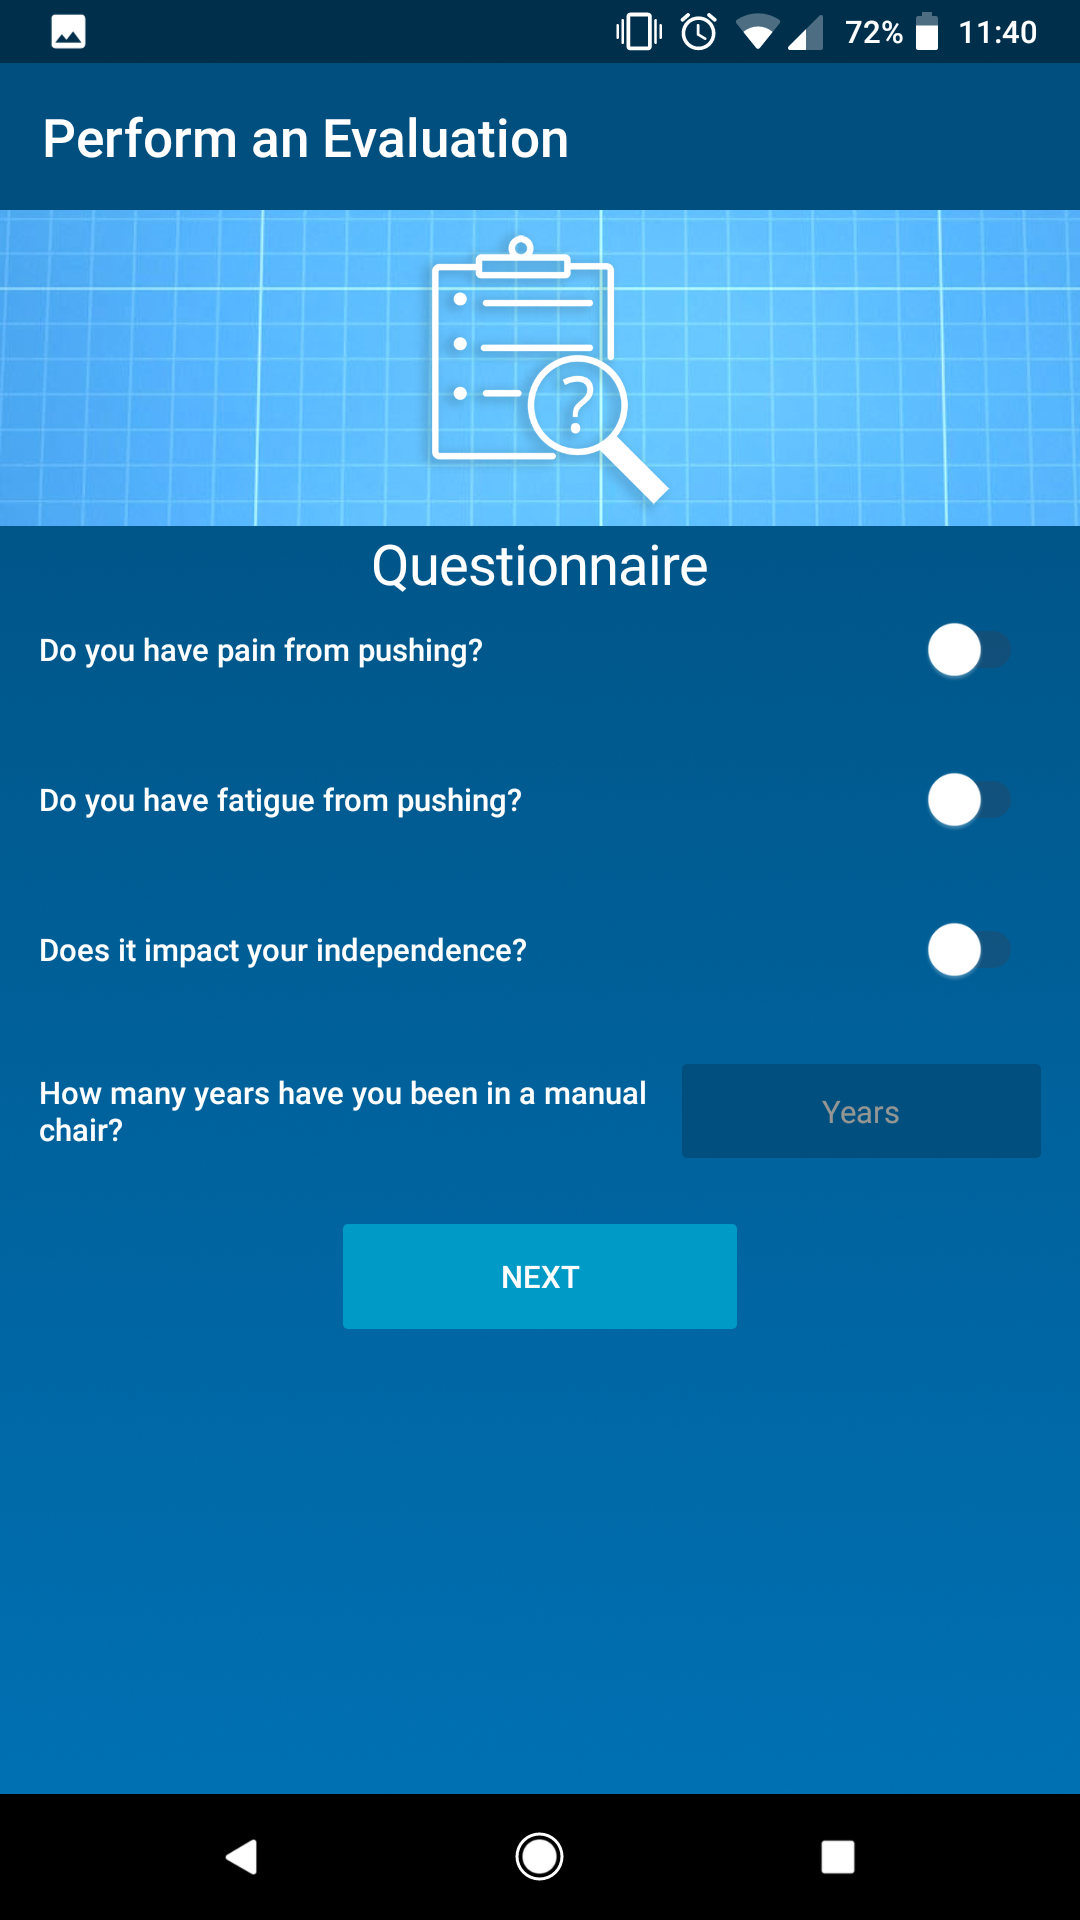 72% 11:40
Perform an Evaluation
?
Questionnaire
Do you have pain from pushing?
Do you have fatigue from pushing?
Does it impact your independence?
How many years have you been in a manual
chair?
Years
NEXT